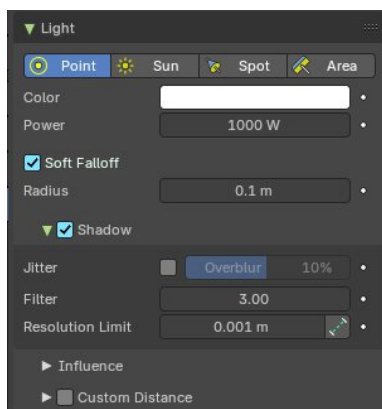 Light
Point Sun Spot Area
Color
Power 1000 W
Soft Falloff
Radius 0.1 m
Shadow
Jitter Overblur 10%
Filter 3.00
Resolution Limit 0.001 m
Influence
Custom Distance